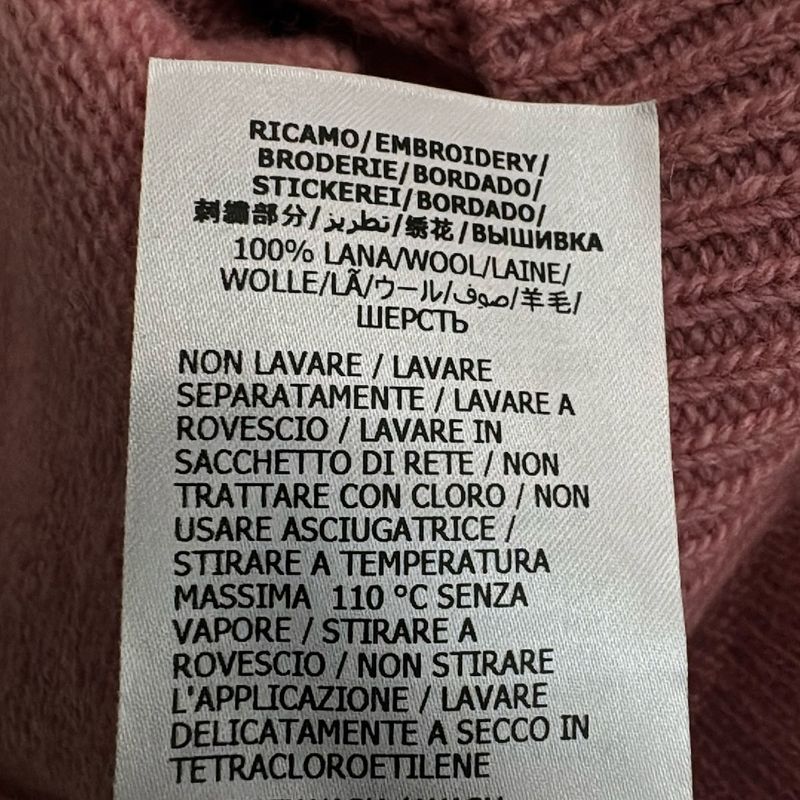 RICAMO/EMBROIDERY/
BRODERIE/BORDADO/
STICKEREI/BORDADO/
刺繍部分/تطريز/绣花/ВЫШИВКА
100% LANA/WOOL/LAINE/
WOLLE/LÃ/ウール/صوف/羊毛/
ШЕРСТЬ
NON LAVARE / LAVARE
SEPARATAMENTE / LAVARE A
ROVESCIO / LAVARE IN
SACCHETTO DI RETE / NON
TRATTARE CON CLORO / NON
USARE ASCIUGATRICE /
STIRARE A TEMPERATURA
MASSIMA 110 °C SENZA
VAPORE / STIRARE A
ROVESCIO / NON STIRARE
L'APPLICAZIONE / LAVARE
DELICATAMENTE A SECCO IN
TETRACLOROETILENE